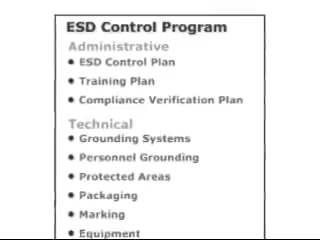 ESD Control Program
Administrative
• ESD Control Plan
• Training Plan
• Compliance Verification Plan
Technical
• Grounding Systems
• Personnel Grounding
• Protected Areas
• Packaging
• Marking
• Equipment